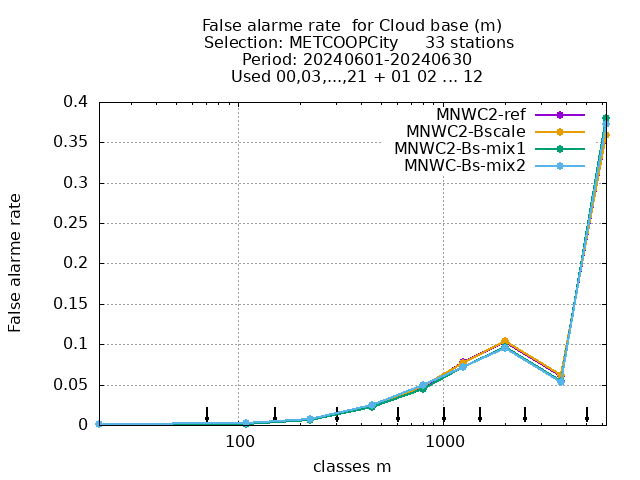 False alarme rate  for Cloud base (m)
Selection: METCOOPCity     33 stations
Period: 20240601-20240630
Used 00,03,...,21 + 01 02 ... 12
MNWC2-ref
MNWC2-Bscale
MNWC2-Bs-mix1
MNWC-Bs-mix2
False alarme rate
0.4
0.35
0.3
0.25
0.2
0.15
0.1
0.05
0
100 1000
classes m